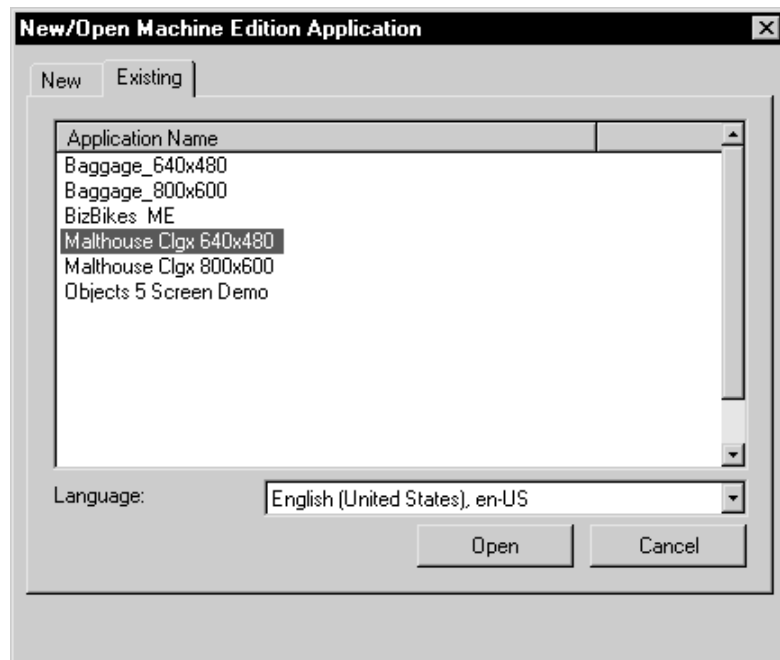 New/Open Machine Edition Application
New Existing
Application Name
Baggage_640x480
Baggage_800x600
BizBikes ME
Malthouse Clgx 640x480
Malthouse Clgx 800x600
Objects 5 Screen Demo
Language: English (United States), en-US
Open Cancel